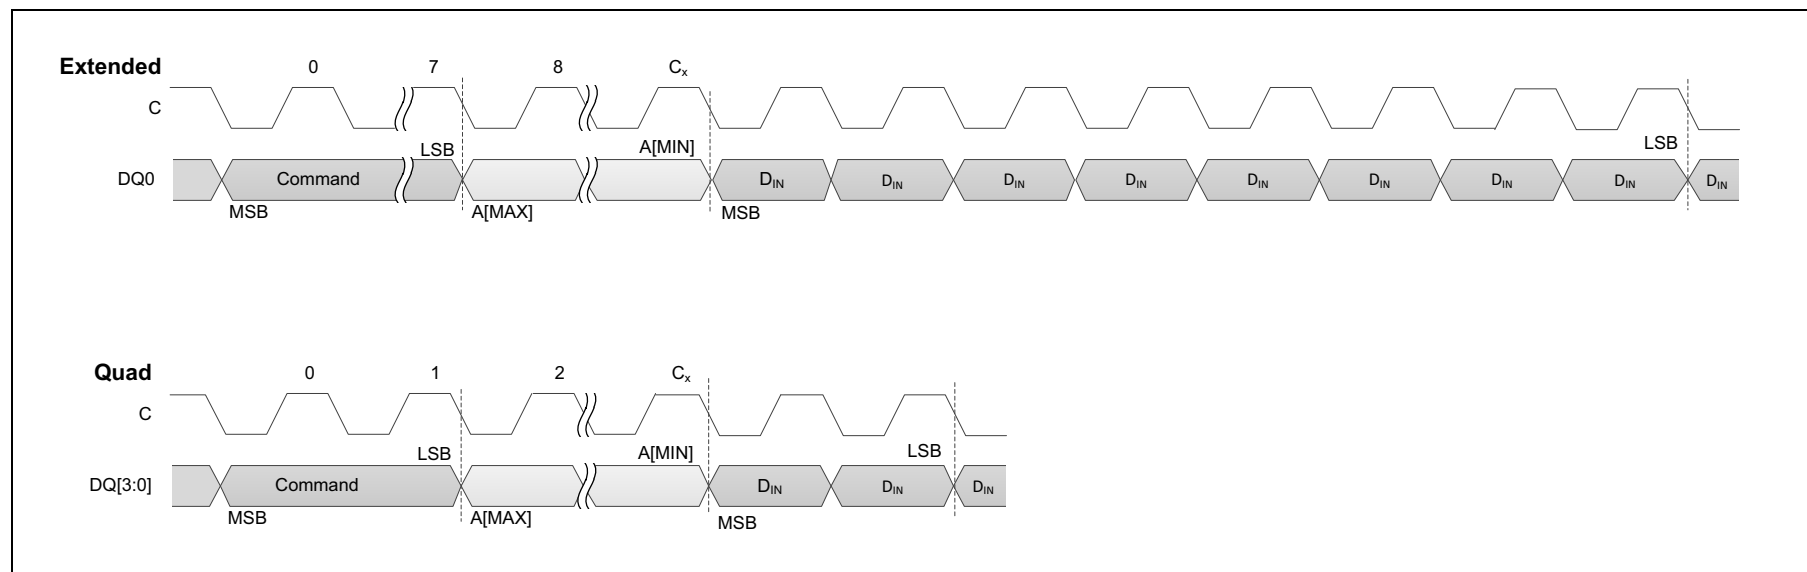 Extended 0 7 8 Cx
C
LSB A[MIN] LSB
DQ0 Command DIN DIN DIN DIN DIN DIN DIN DIN DIN
MSB A[MAX] MSB
Quad 0 1 2 Cx
C
LSB A[MIN] LSB
DQ[3:0] Command DIN DIN DIN
MSB A[MAX] MSB